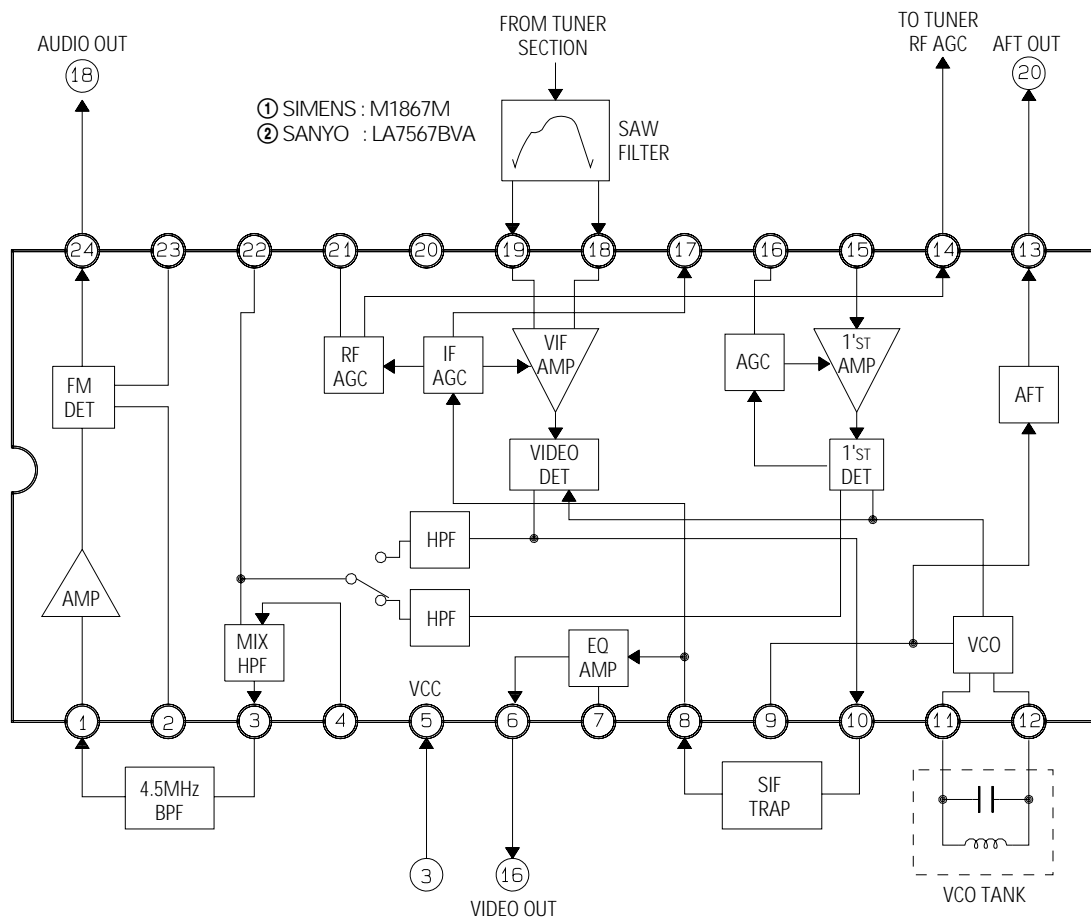 FROM TUNER
SECTION
TO TUNER
RF AGC
AUDIO OUT
AFT OUT
18
20
① SIMENS : M1867M
② SANYO : LA7567BVA
SAW
FILTER
24
23
22
21
20
19
18
17
16
15
14
13
FM
DET
RF
AGC
IF
AGC
VIF
AMP
AGC
1'ST
AMP
AFT
VIDEO
DET
1'ST
DET
HPF
HPF
AMP
MIX
HPF
EQ
AMP
VCO
VCC
1
2
3
4
5
6
7
8
9
10
11
12
4.5MHz
BPF
SIF
TRAP
3
16
VIDEO OUT
VCO TANK